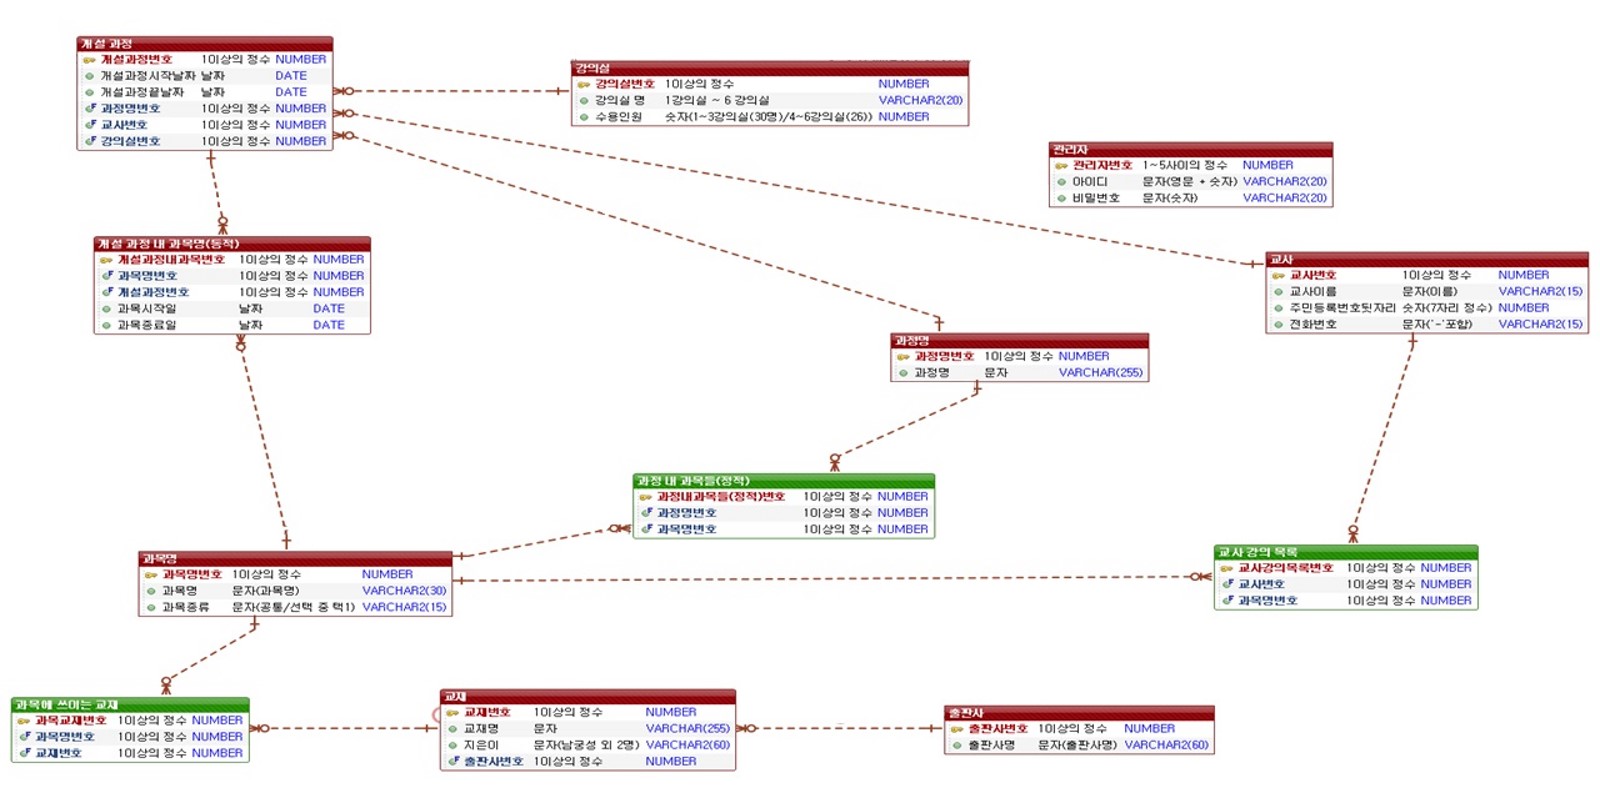 개설 과정
개설과정번호 1이상의 정수 NUMBER
개설과정시작날짜 날짜 DATE
개설과정끝날짜 날짜 DATE
과정명번호 1이상의 정수 NUMBER
교사번호 1이상의 정수 NUMBER
강의실번호 1이상의 정수 NUMBER
강의실
강의실번호 1이상의 정수 NUMBER
강의실 명 1강의실 ~ 6 강의실 VARCHAR2(20)
수용인원 숫자(1~3강의실(30명)/4~6강의실(26)) NUMBER
관리자
관리자번호 1~5사이의 정수 NUMBER
아이디 문자(영문 + 숫자) VARCHAR2(20)
비밀번호 문자(숫자) VARCHAR2(20)
개설 과정 내 과목명(동적)
개설과정내과목번호 1이상의 정수 NUMBER
과목명번호 1이상의 정수 NUMBER
개설과정번호 1이상의 정수 NUMBER
과목시작일 날짜 DATE
과목종료일 날짜 DATE
교사
교사번호 1이상의 정수 NUMBER
교사이름 문자(이름) VARCHAR2(15)
주민등록번호뒷자리 숫자(7자리 정수) NUMBER
전화번호 문자('-'포함) VARCHAR2(15)
과정명
과정명번호 1이상의 정수 NUMBER
과정명 문자 VARCHAR(255)
과정 내 과목들(정적)
과정내과목들(정적)번호 1이상의 정수 NUMBER
과정명번호 1이상의 정수 NUMBER
과목명번호 1이상의 정수 NUMBER
과목명
과목명번호 1이상의 정수 NUMBER
과목명 문자(과목명) VARCHAR2(30)
과목종류 문자(공통/선택 중 택1) VARCHAR2(15)
교사 강의 목록
교사강의목록번호 1이상의 정수 NUMBER
교사번호 1이상의 정수 NUMBER
과목명번호 1이상의 정수 NUMBER
과목에 쓰이는 교재
과목교재번호 1이상의 정수 NUMBER
과목명번호 1이상의 정수 NUMBER
교재번호 1이상의 정수 NUMBER
교재
교재번호 1이상의 정수 NUMBER
교재명 문자 VARCHAR(255)
지은이 문자(남궁성 외 2명) VARCHAR2(60)
출판사번호 1이상의 정수 NUMBER
출판사
출판사번호 1이상의 정수 NUMBER
출판사명 문자(출판사명) VARCHAR2(60)